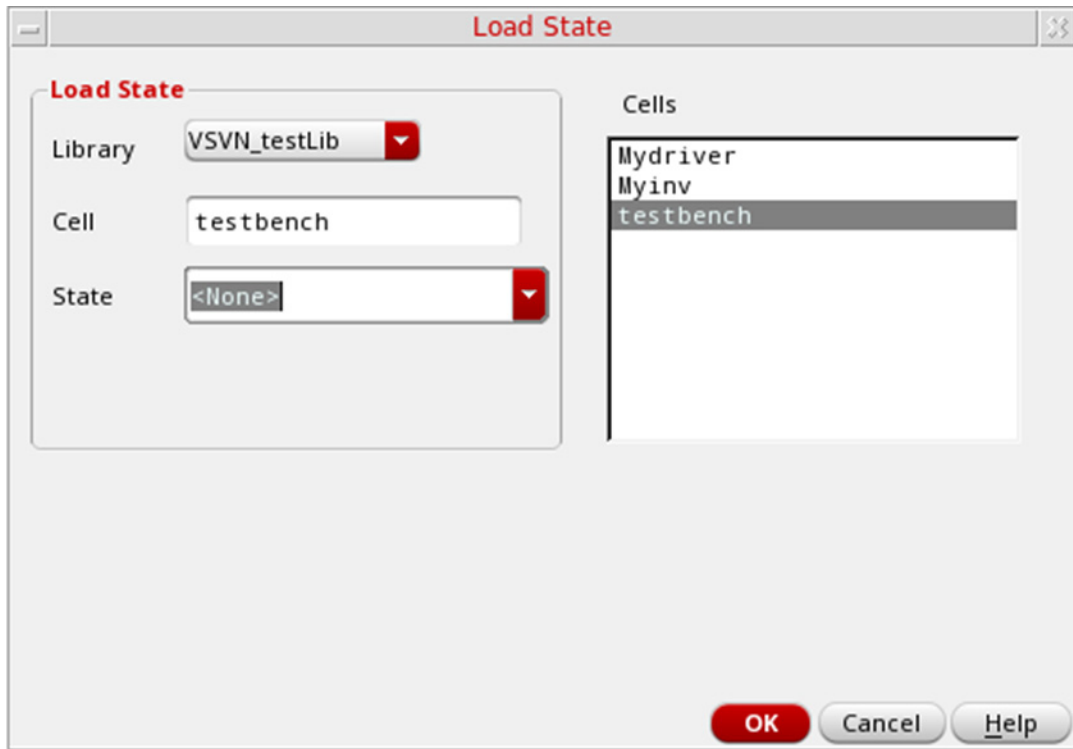 Load State
Load State
Library VSVN_testLib
Cell testbench
State <None>
Cells
Mydriver
Myinv
testbench
OK Cancel Help